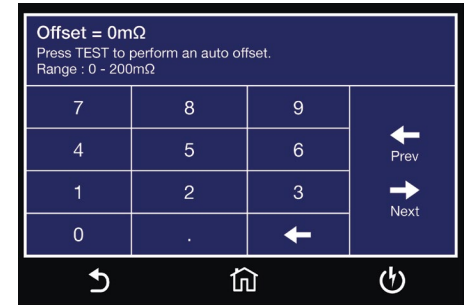 Offset = 0mΩ
Press TEST to perform an auto offset.
Range : 0 - 200mΩ
7 8 9
4 5 6
Prev
1 2 3
Next
0 .